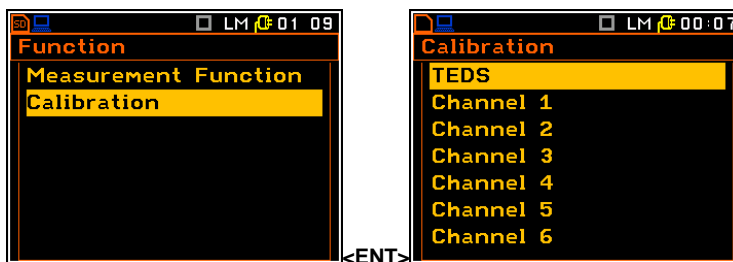 SD LM 01 09
Function
Measurement Function
Calibration
<ENT>
LM 00:07
Calibration
TEDS
Channel 1
Channel 2
Channel 3
Channel 4
Channel 5
Channel 6